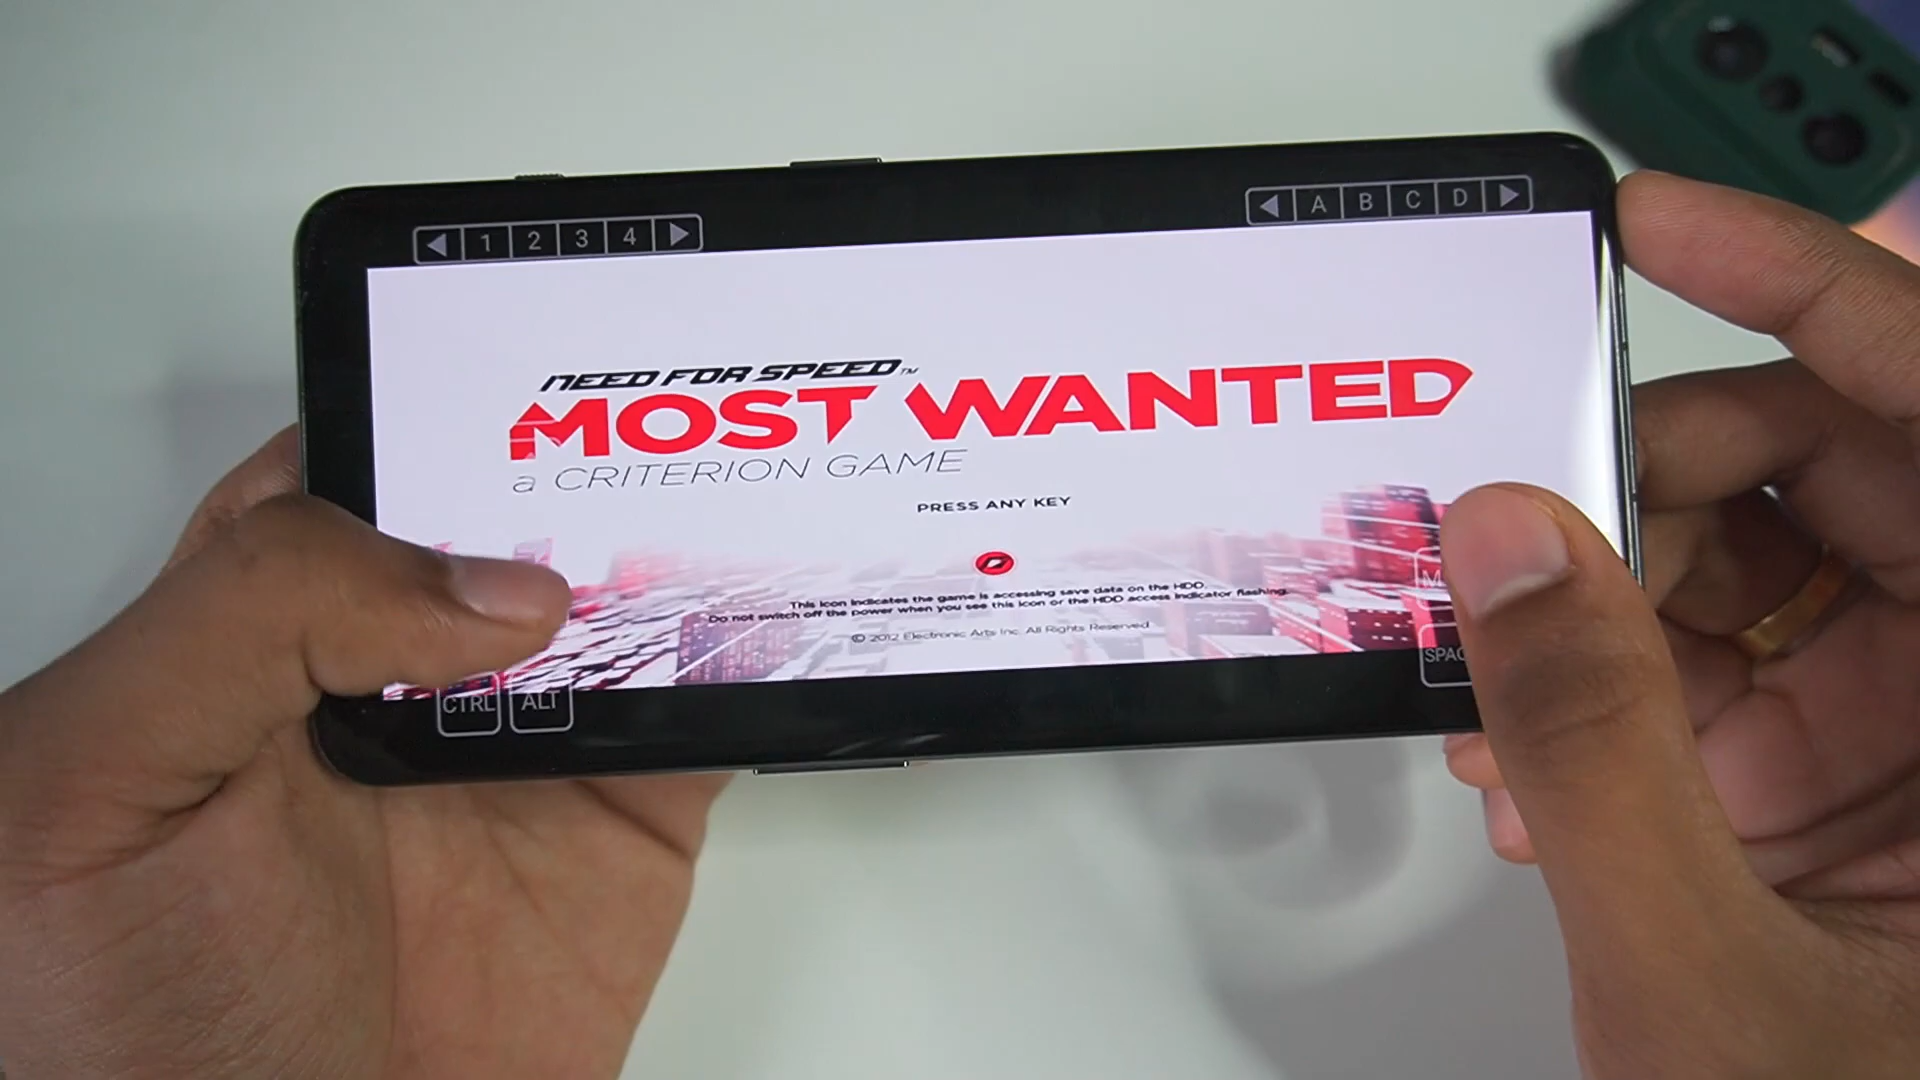 1 2 3 4
A B C D
NEED FOR SPEED™
MOST WANTED
a CRITERION GAME
PRESS ANY KEY
This icon indicates the game is accessing save data on the HDD.
Do not switch off the power when you see this icon or the HDD access indicator flashing.
© 2012 Electronic Arts Inc. All Rights Reserved
CTRL ALT